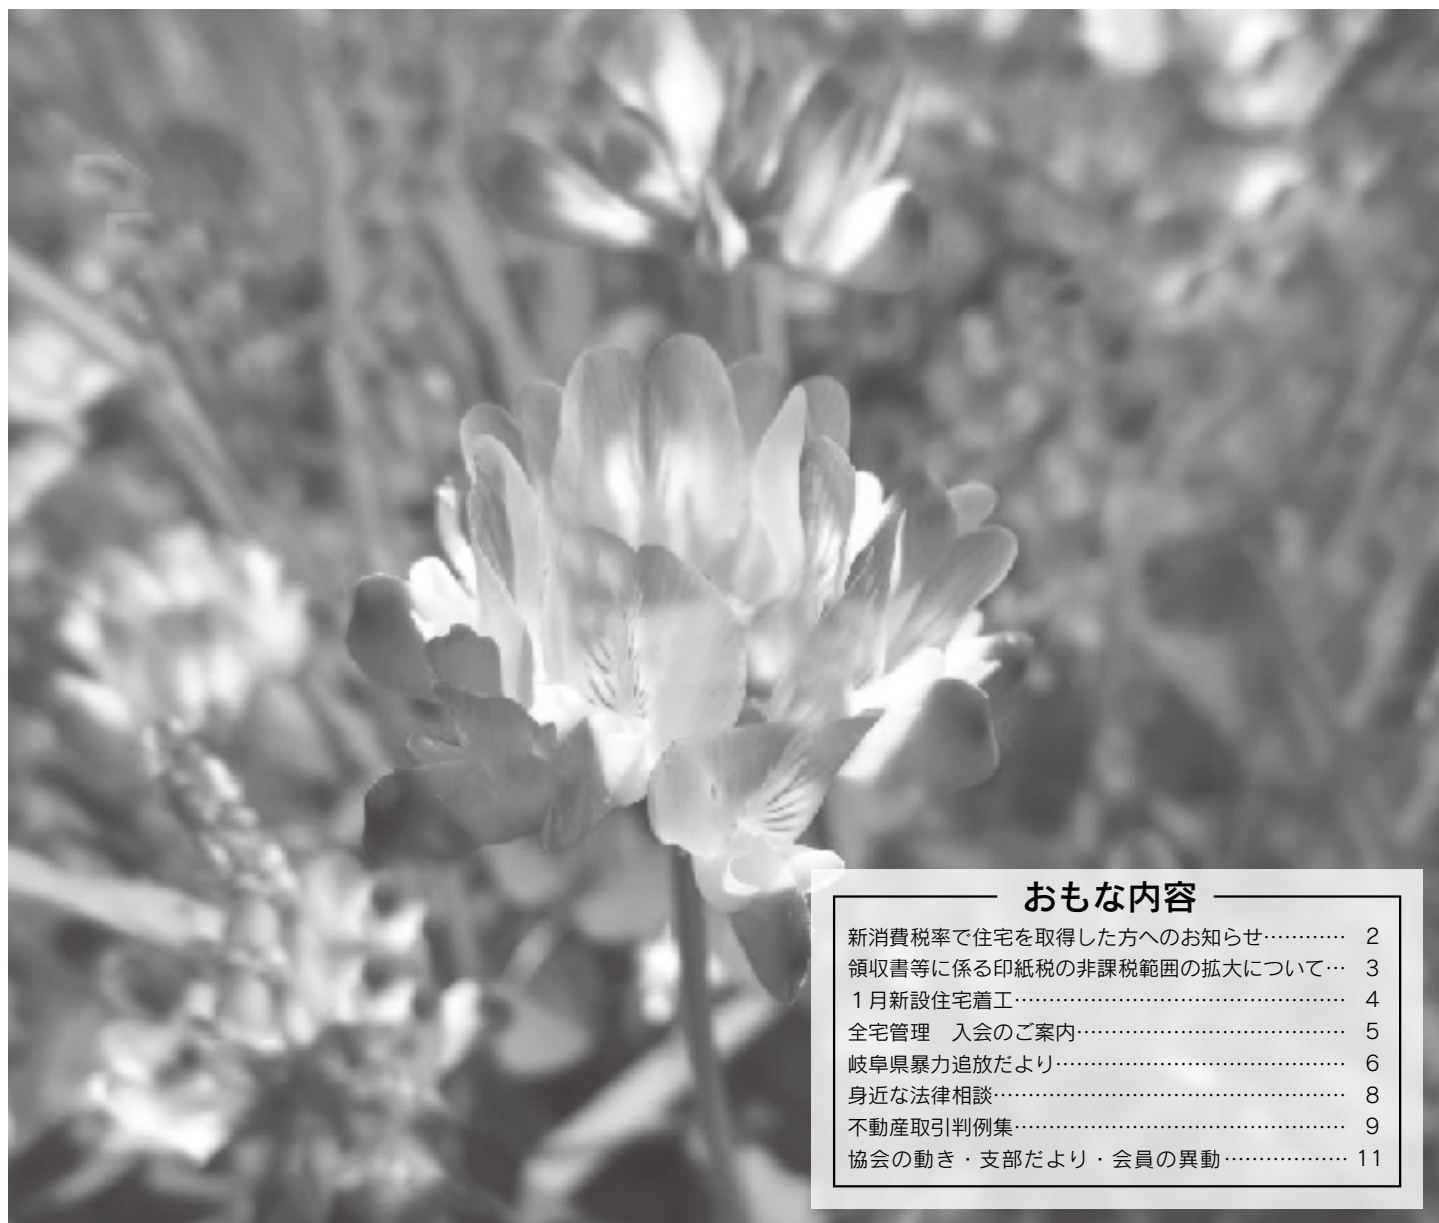 おもな内容
新消費税率で住宅を取得した方へのお知らせ………… 2
領収書等に係る印紙税の非課税範囲の拡大について… 3
１月新設住宅着工………………………………………… 4
全宅管理　入会のご案内………………………………… 5
岐阜県暴力追放だより…………………………………… 6
身近な法律相談…………………………………………… 8
不動産取引判例集………………………………………… 9
協会の動き・支部だより・会員の異動……………… 11